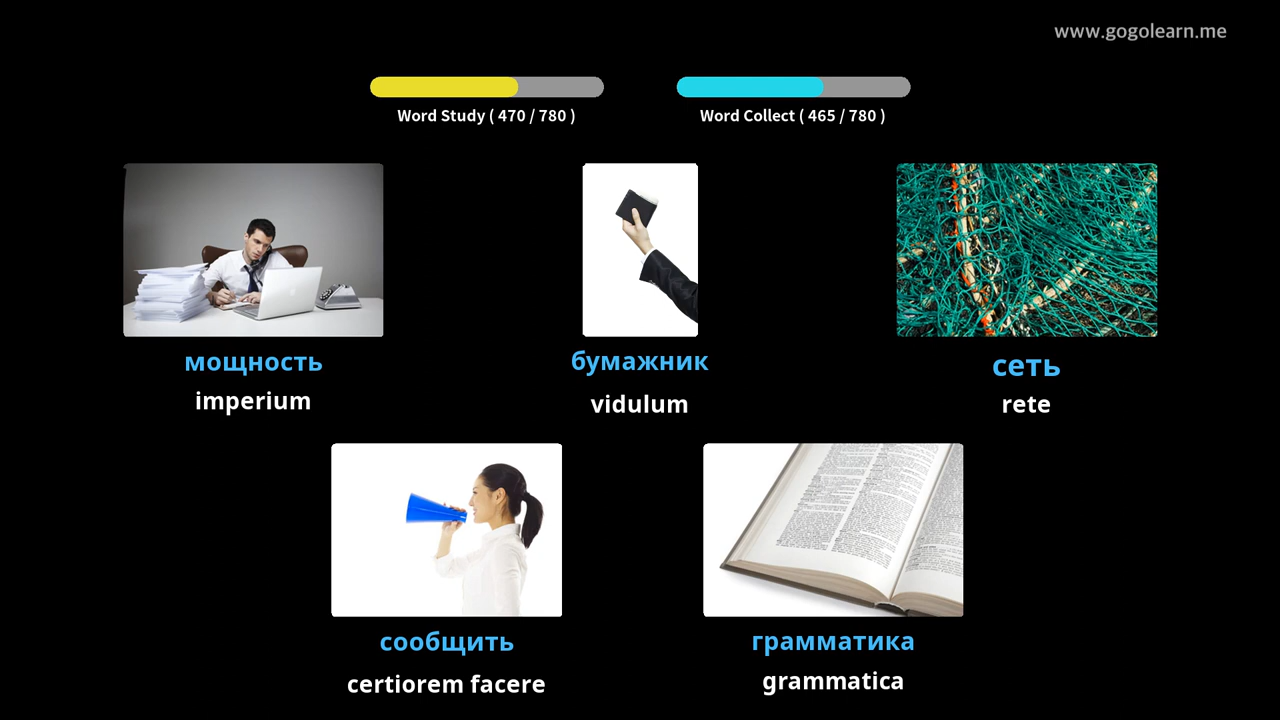 www.gogolearn.me
Word Study ( 470 / 780 )
Word Collect ( 465 / 780 )
мощность
imperium
бумажник
vidulum
сеть
rete
сообщить
certiorem facere
грамматика
grammatica